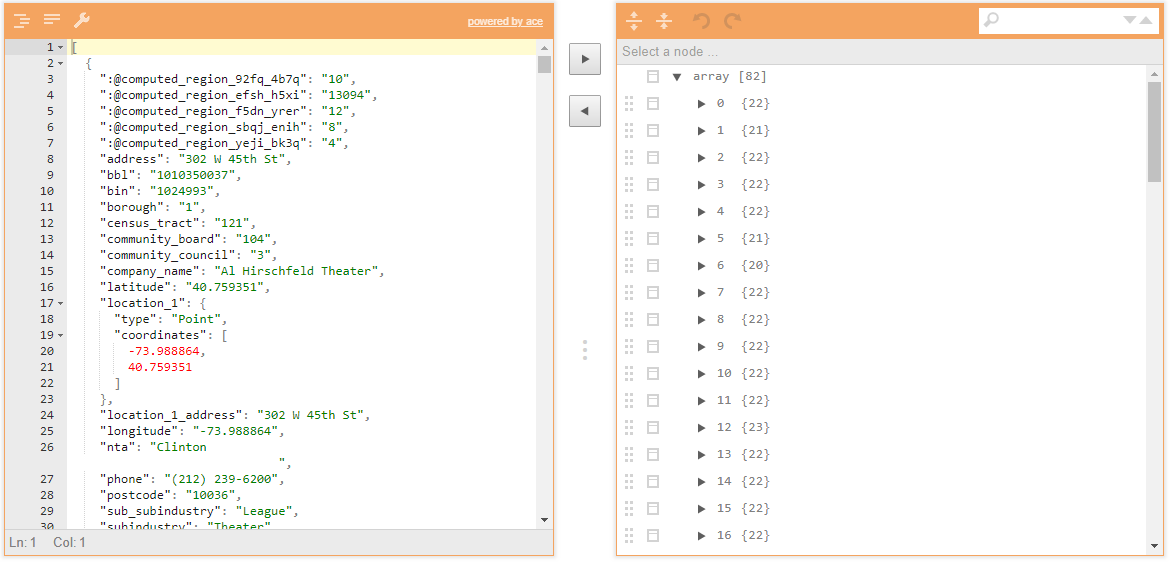 powered by ace
1 [
2 {
3 ":@computed_region_92fq_4b7q": "10",
4 ":@computed_region_efsh_h5xi": "13094",
5 ":@computed_region_f5dn_yrer": "12",
6 ":@computed_region_sbqj_enih": "8",
7 ":@computed_region_yeji_bk3q": "4",
8 "address": "302 W 45th St",
9 "bbl": "1010350037",
10 "bin": "1024993",
11 "borough": "1",
12 "census_tract": "121",
13 "community_board": "104",
14 "community_council": "3",
15 "company_name": "Al Hirschfeld Theater",
16 "latitude": "40.759351",
17 "location_1": {
18 "type": "Point",
19 "coordinates": [
20 -73.988864,
21 40.759351
22 ]
23 },
24 "location_1_address": "302 W 45th St",
25 "longitude": "-73.988864",
26 "nta": "Clinton
",
27 "phone": "(212) 239-6200",
28 "postcode": "10036",
29 "sub_subindustry": "League",
30 "subindustry": "Theater"
Ln: 1 Col: 1
Select a node ...
array [82]
0 {22}
1 {21}
2 {22}
3 {22}
4 {22}
5 {21}
6 {20}
7 {22}
8 {22}
9 {22}
10 {22}
11 {22}
12 {23}
13 {22}
14 {22}
15 {22}
16 {22}